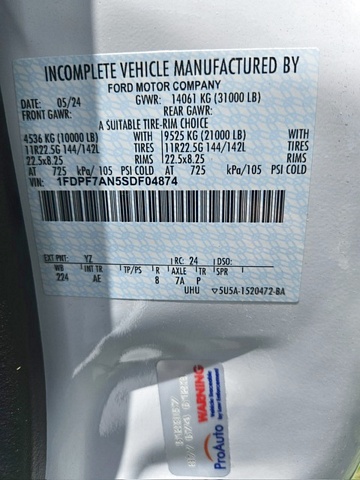 INCOMPLETE VEHICLE MANUFACTURED BY
FORD MOTOR COMPANY
DATE: 05/24 GVWR: 14061 KG (31000 LB)
FRONT GAWR: REAR GAWR:
A SUITABLE TIRE-RIM CHOICE
4536 KG (10000 LB) WITH 9525 KG (21000 LB) WITH
11R22.5G 144/142L TIRES 11R22.5G 144/142L TIRES
22.5x8.25 RIMS 22.5x8.25 RIMS
AT 725 kPa/105 PSI COLD AT 725 kPa/105 PSI COLD
VIN: 1FDPF7AN5SDF04874
EXT PNT: YZ RC: 24 DSO:
WB INT TR TP/PS R AXLE TR SPR
224 AE 8 7A P
UHU ▽5U5A-1520472-BA
WARNING
ProAuto